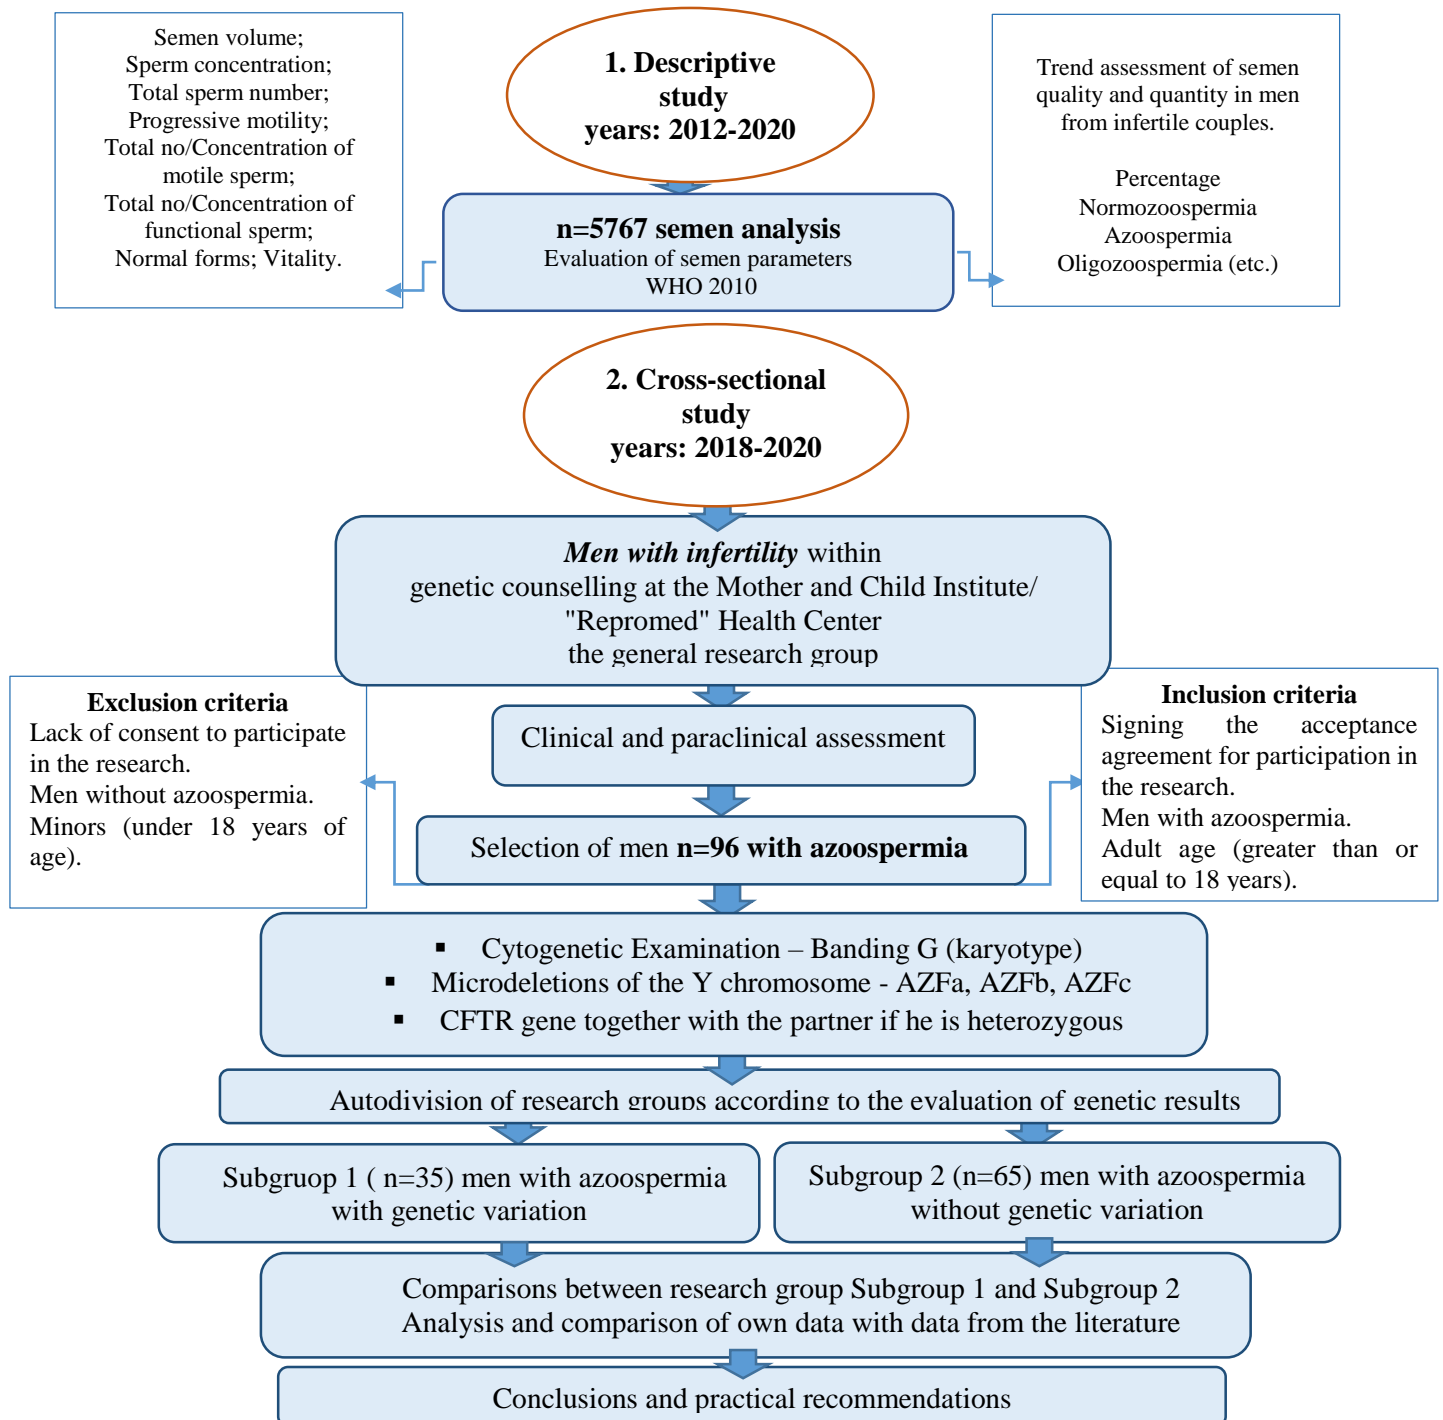 Semen volume;
Sperm concentration;
Total sperm number;
Progressive motility;
Total no/Concentration of
motile sperm;
Total no/Concentration of
functional sperm;
Normal forms; Vitality.
1. Descriptive
study
years: 2012-2020
Trend assessment of semen
quality and quantity in men
from infertile couples.
Percentage
Normozoospermia
Azoospermia
Oligozoospermia (etc.)
n=5767 semen analysis
Evaluation of semen parameters
WHO 2010
2. Cross-sectional
study
years: 2018-2020
Men with infertility within
genetic counselling at the Mother and Child Institute/
"Repromed" Health Center
the general research group
Exclusion criteria
Lack of consent to participate
in the research.
Men without azoospermia.
Minors (under 18 years of
age).
Clinical and paraclinical assessment
Inclusion criteria
Signing the acceptance
agreement for participation in
the research.
Men with azoospermia.
Adult age (greater than or
equal to 18 years).
Selection of men n=96 with azoospermia
▪ Cytogenetic Examination – Banding G (karyotype)
▪ Microdeletions of the Y chromosome - AZFa, AZFb, AZFc
▪ CFTR gene together with the partner if he is heterozygous
Autodivision of research groups according to the evaluation of genetic results
Subgruop 1 ( n=35) men with azoospermia
with genetic variation
Subgroup 2 (n=65) men with azoospermia
without genetic variation
Comparisons between research group Subgroup 1 and Subgroup 2
Analysis and comparison of own data with data from the literature
Conclusions and practical recommendations